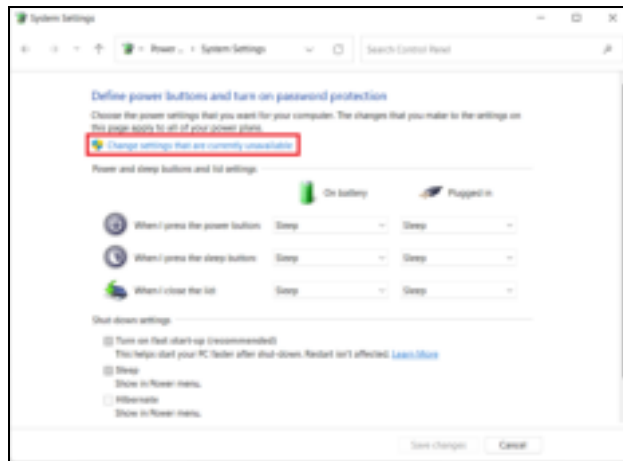 System Settings
Power ... System Settings
Search Control Panel
Define power buttons and turn on password protection
Choose the power settings that you want for your computer. The changes that you make to the settings on
this page apply to all of your power plans.
Change settings that are currently unavailable
Power and sleep buttons and lid settings
On battery Plugged in
When I press the power button: Sleep Sleep
When I press the sleep button: Sleep Sleep
When I close the lid: Sleep Sleep
Shut-down settings
Turn on fast start-up (recommended)
This helps start your PC faster after shut-down. Restart isn't affected. Learn More
Sleep
Show in Power menu.
Hibernate
Show in Power menu.
Save changes Cancel